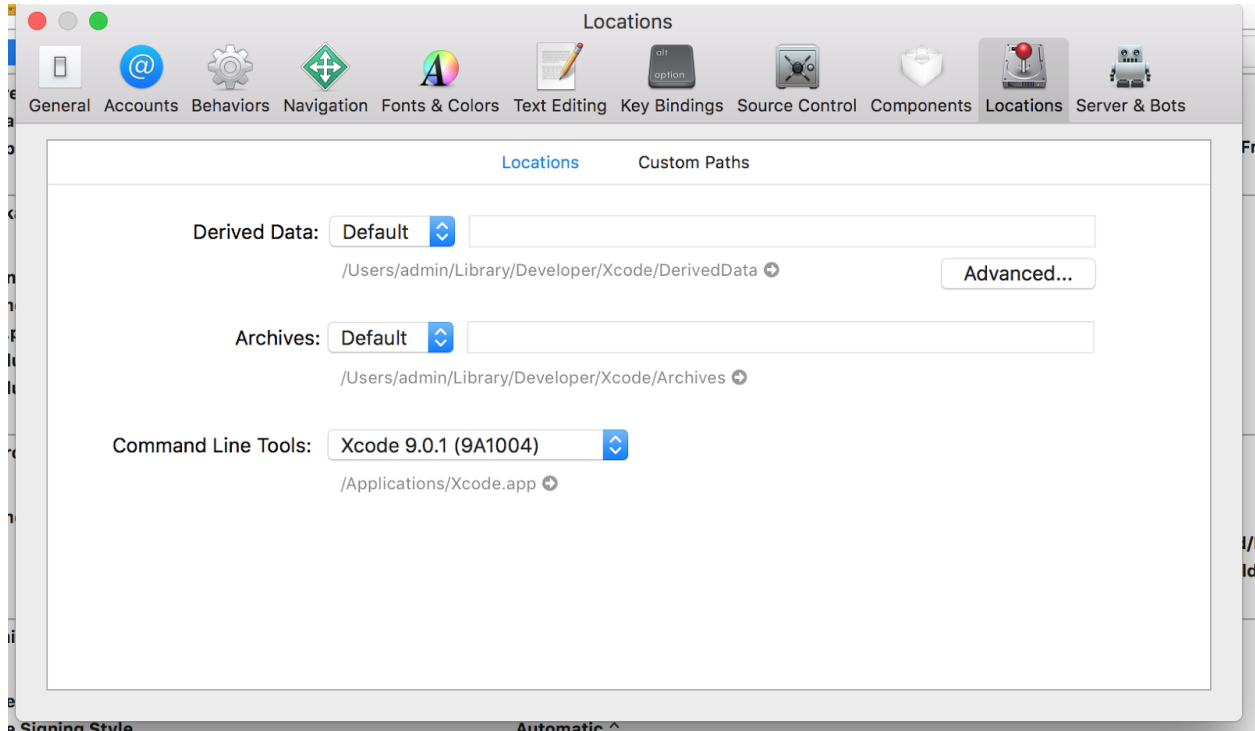 Locations
alt
option
General Accounts Behaviors Navigation Fonts & Colors Text Editing Key Bindings Source Control Components Locations Server & Bots
Locations Custom Paths
Derived Data: Default
/Users/admin/Library/Developer/Xcode/DerivedData
Advanced...
Archives: Default
/Users/admin/Library/Developer/Xcode/Archives
Command Line Tools: Xcode 9.0.1 (9A1004)
/Applications/Xcode.app
Signing Style Automatic ^